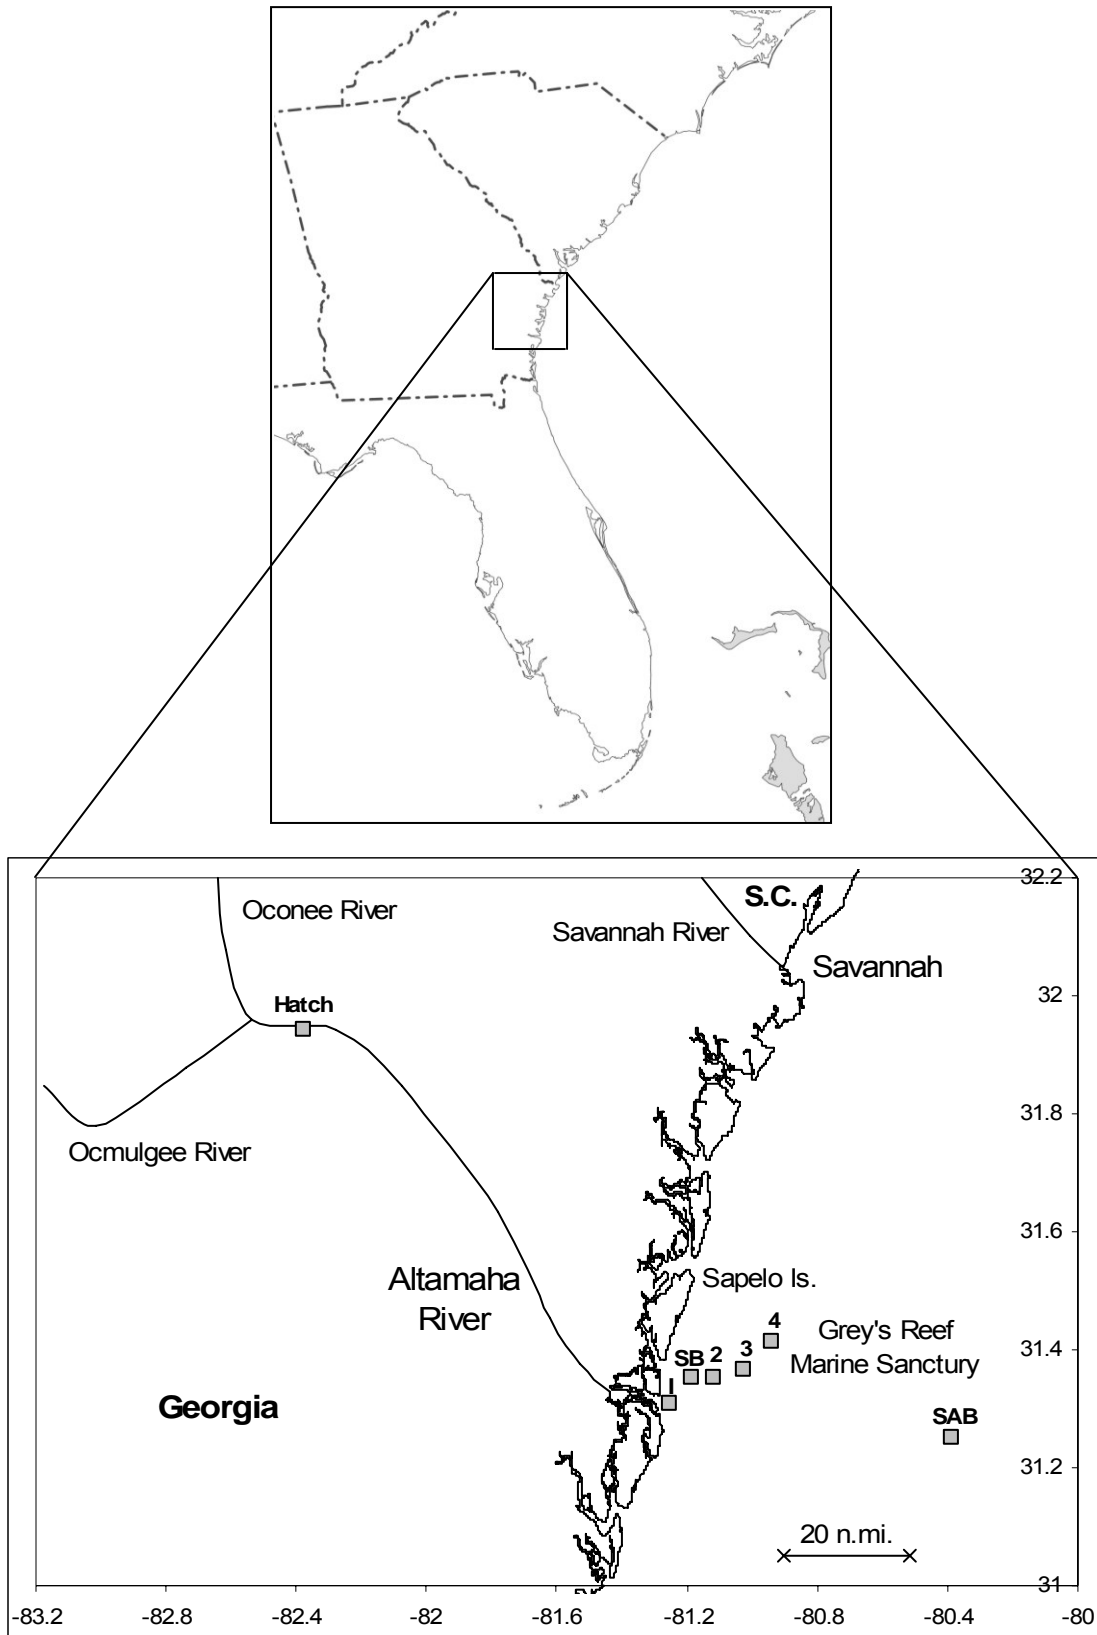 32.2
S.C.
Oconee River
Savannah River
Savannah
Hatch
32
31.8
Ocmulgee River
31.6
Altamaha
River
Sapelo Is.
4
Grey's Reef
Marine Sanctury
31.4
SB 2 3
1
Georgia
SAB
31.2
20 n.mi.
31
-83.2 -82.8 -82.4 -82 -81.6 -81.2 -80.8 -80.4 -80